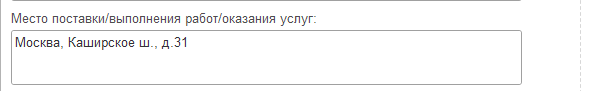 Место поставки/выполнения работ/оказания услуг:
Москва, Каширское ш., д.31